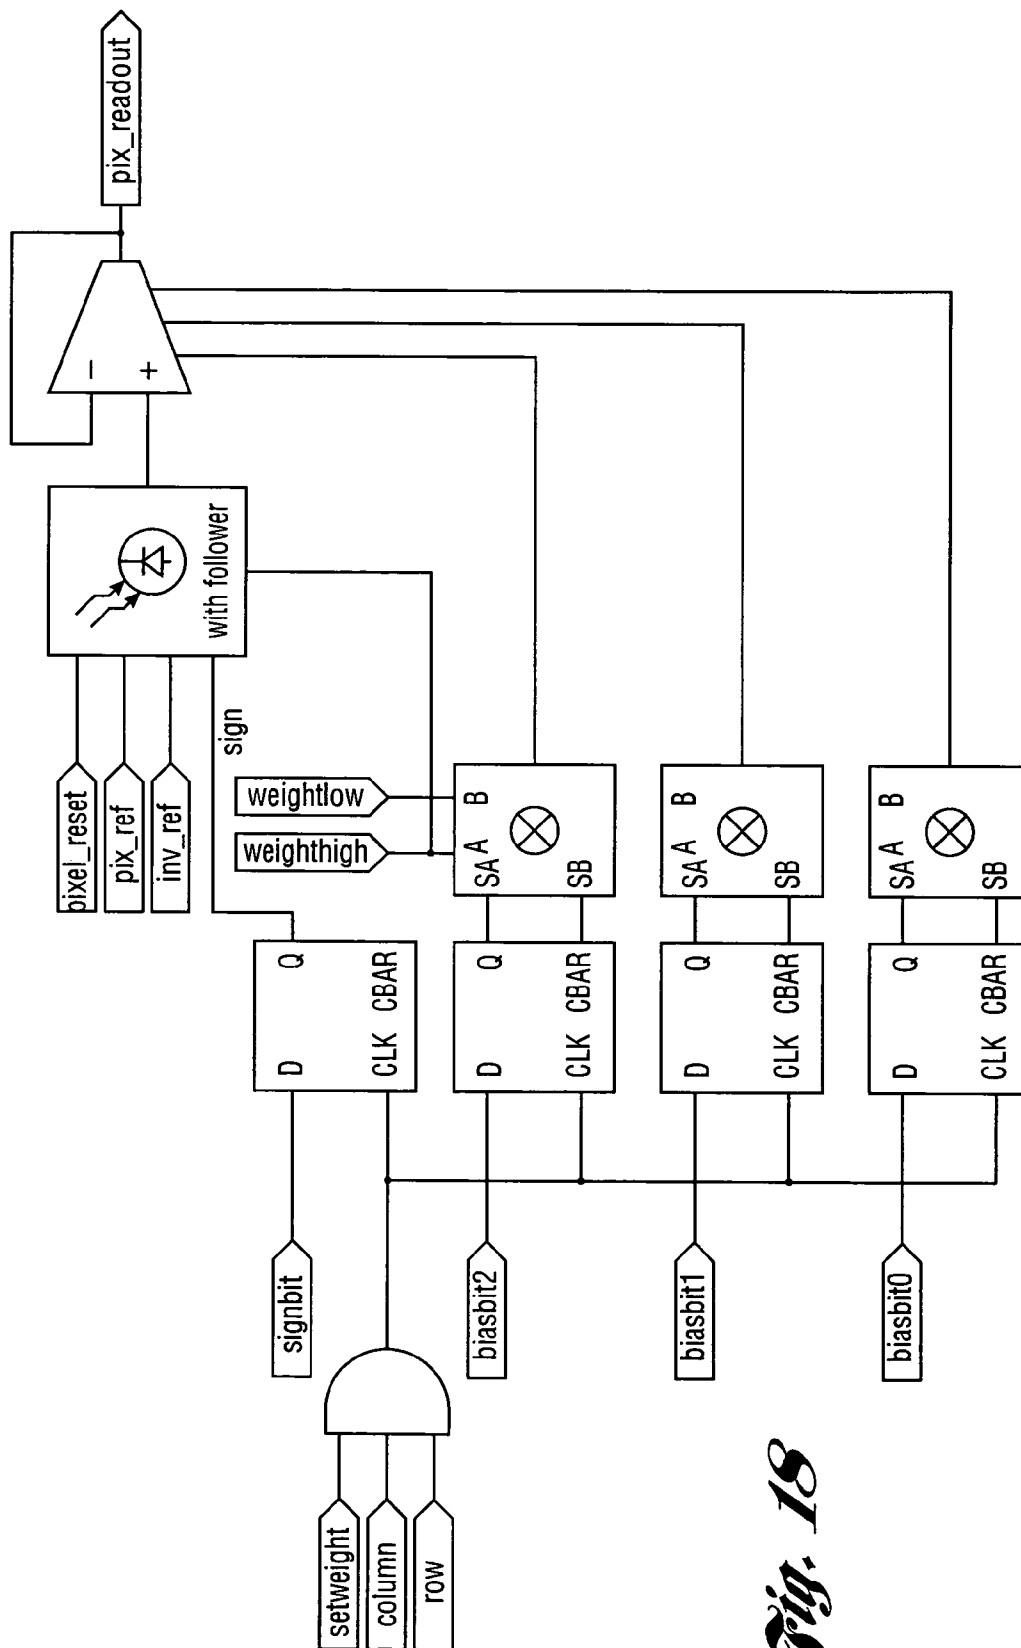 pix_readout
−
+
with follower
pixel_reset
pix_ref
inv_ref
sign
weightlow
weighthigh
SA A B
SB
SA A B
SB
SA A B
SB
D Q
CLK CBAR
D Q
CLK CBAR
D Q
CLK CBAR
D Q
CLK CBAR
signbit
biasbit2
biasbit1
biasbit0
setweight
column
row
Fig. 18